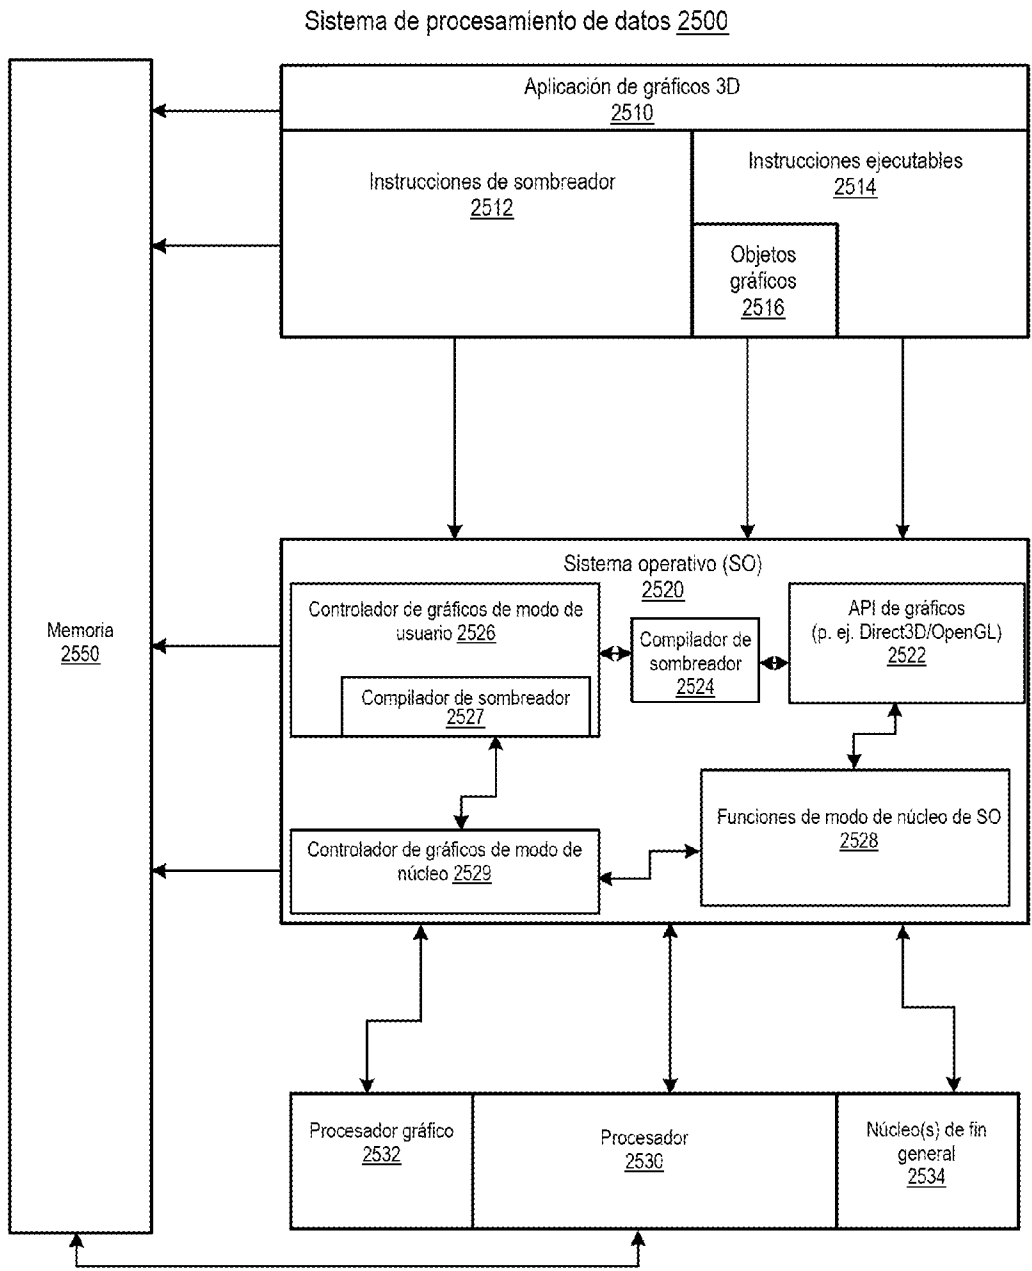 Sistema de procesamiento de datos 2500
Aplicación de gráficos 3D
2510
Instrucciones de sombreador
2512
Instrucciones ejecutables
2514
Objetos
gráficos
2516
Memoria
2550
Sistema operativo (SO)
2520
Controlador de gráficos de modo de
usuario 2526
Compilador de sombreador
2527
Compilador de
sombreador
2524
API de gráficos
(p. ej. Direct3D/OpenGL)
2522
Funciones de modo de núcleo de SO
2528
Controlador de gráficos de modo de
núcleo 2529
Procesador gráfico
2532
Procesador
2530
Núcleo(s) de fin
general
2534